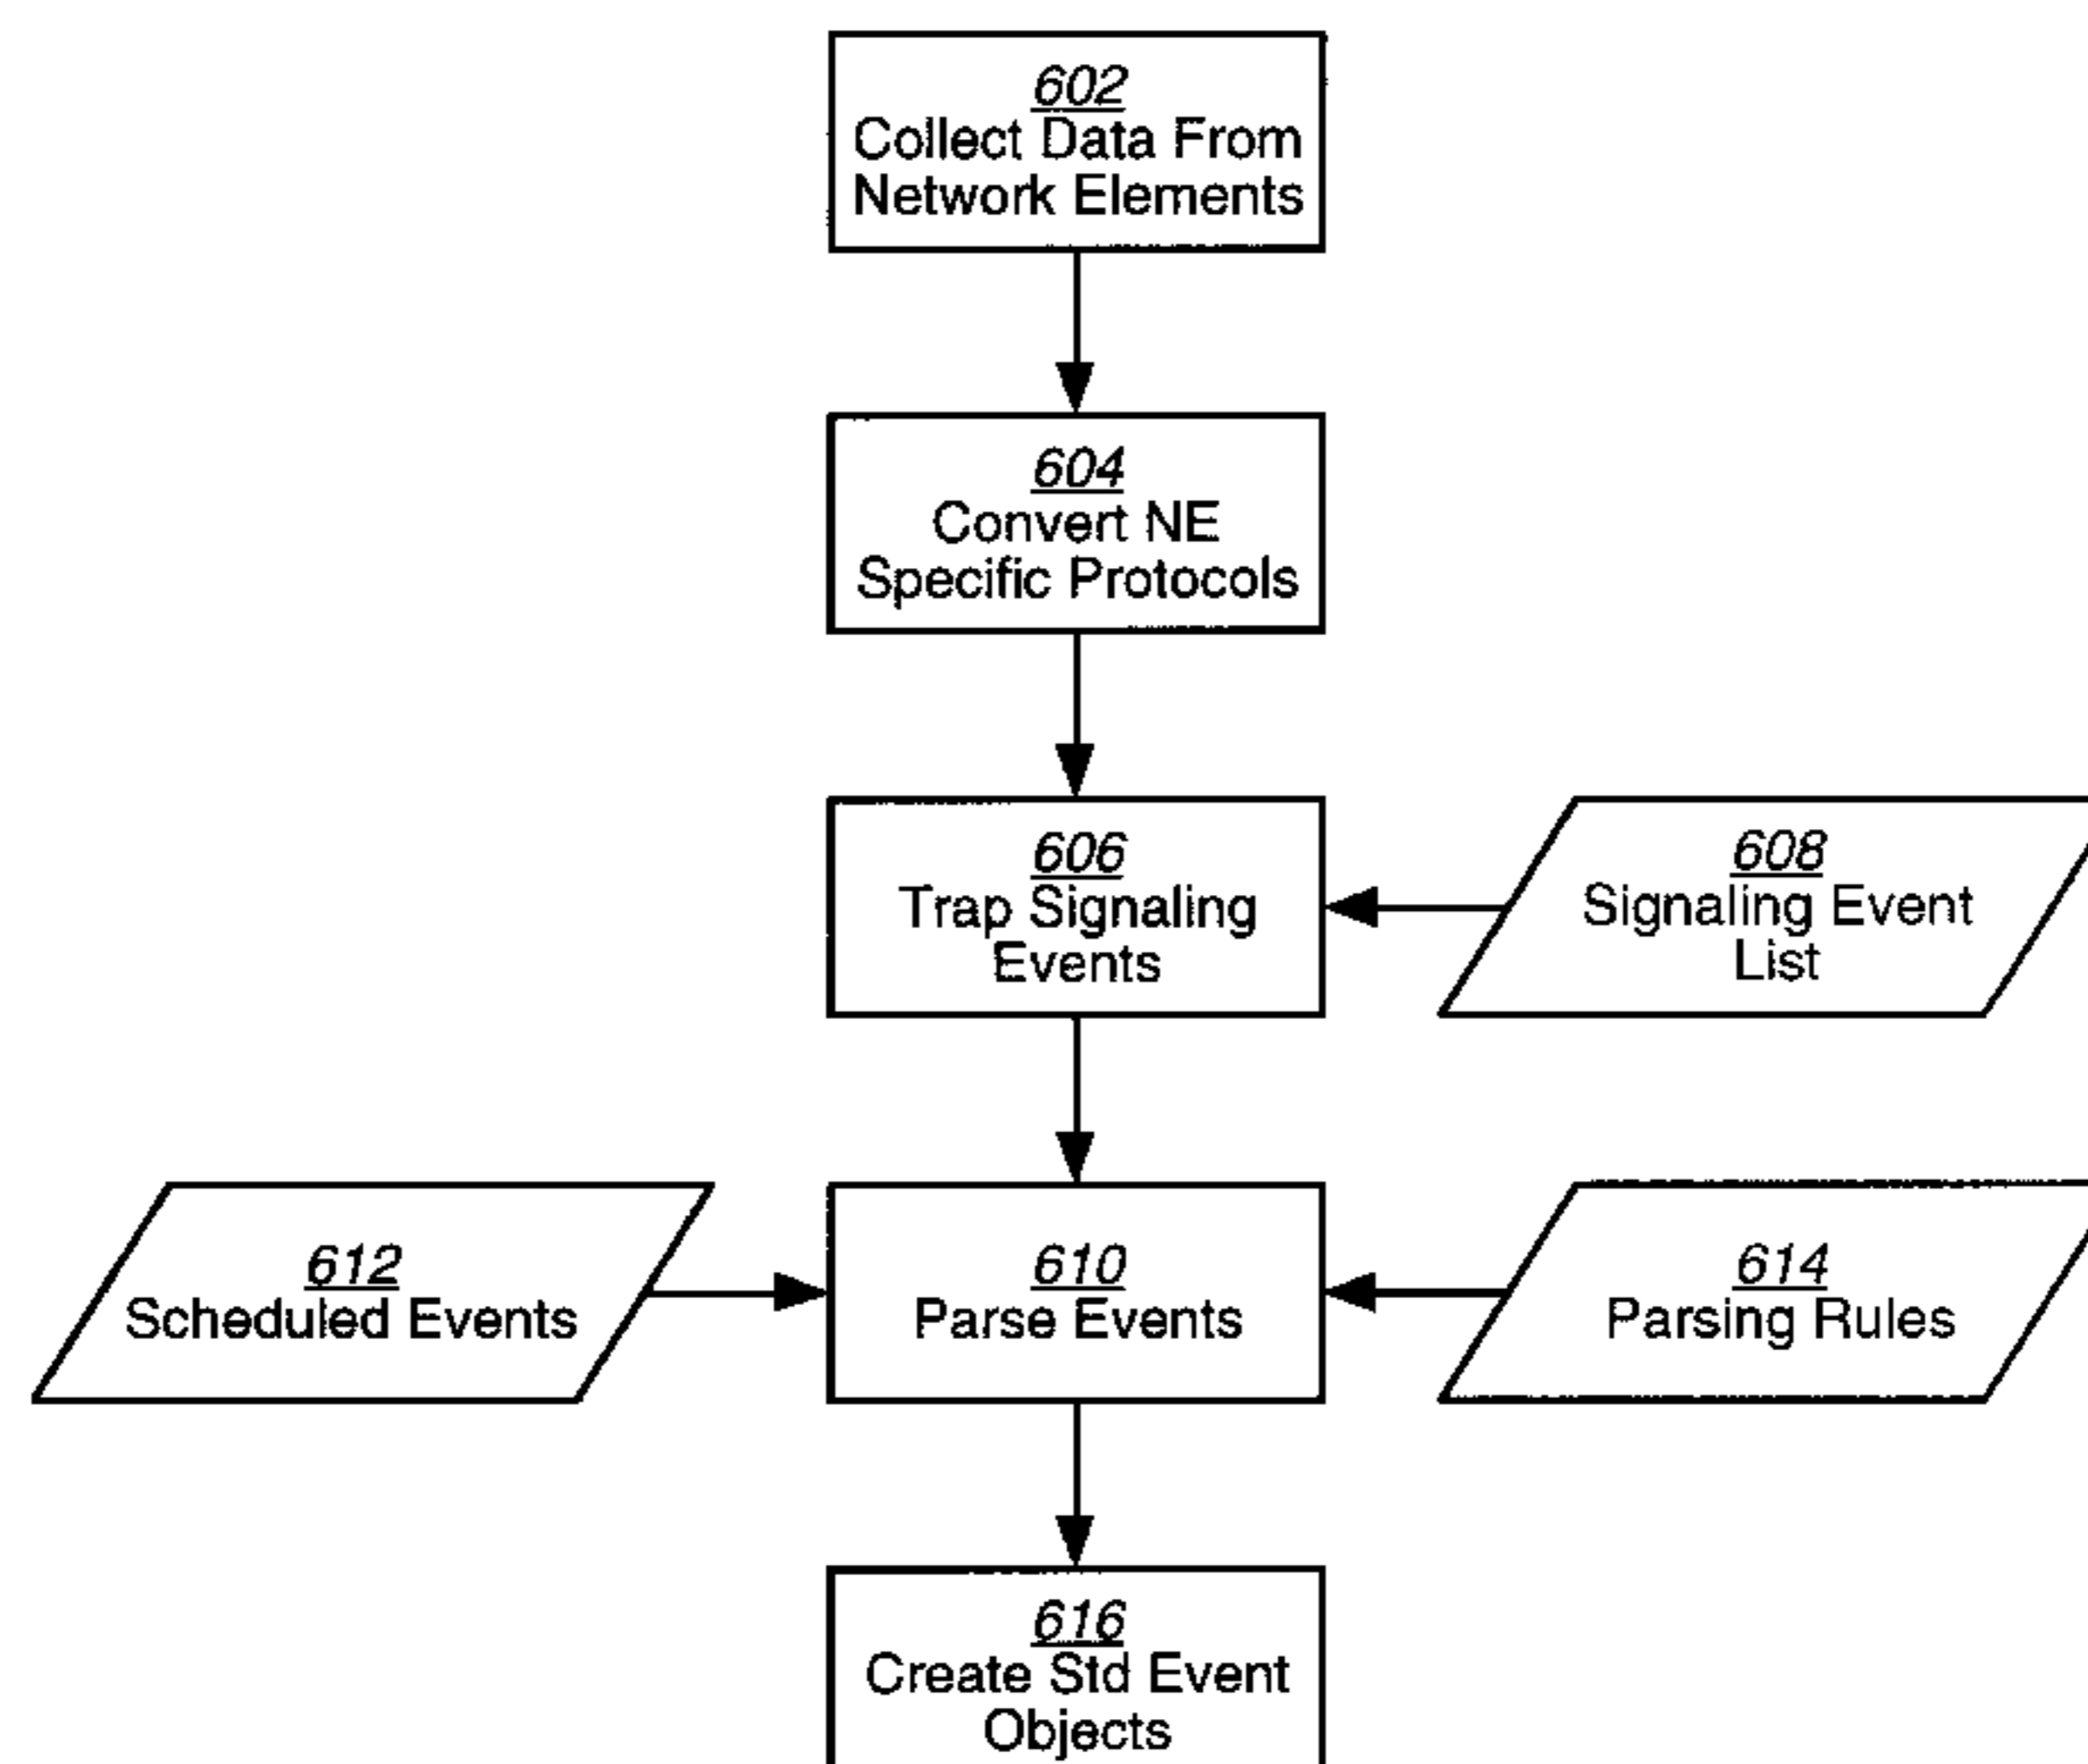 602
Collect Data From
Network Elements
604
Convert NE
Specific Protocols
606
Trap Signaling
Events
608
Signaling Event
List
612
Scheduled Events
610
Parse Events
614
Parsing Rules
616
Create Std Event
Objects